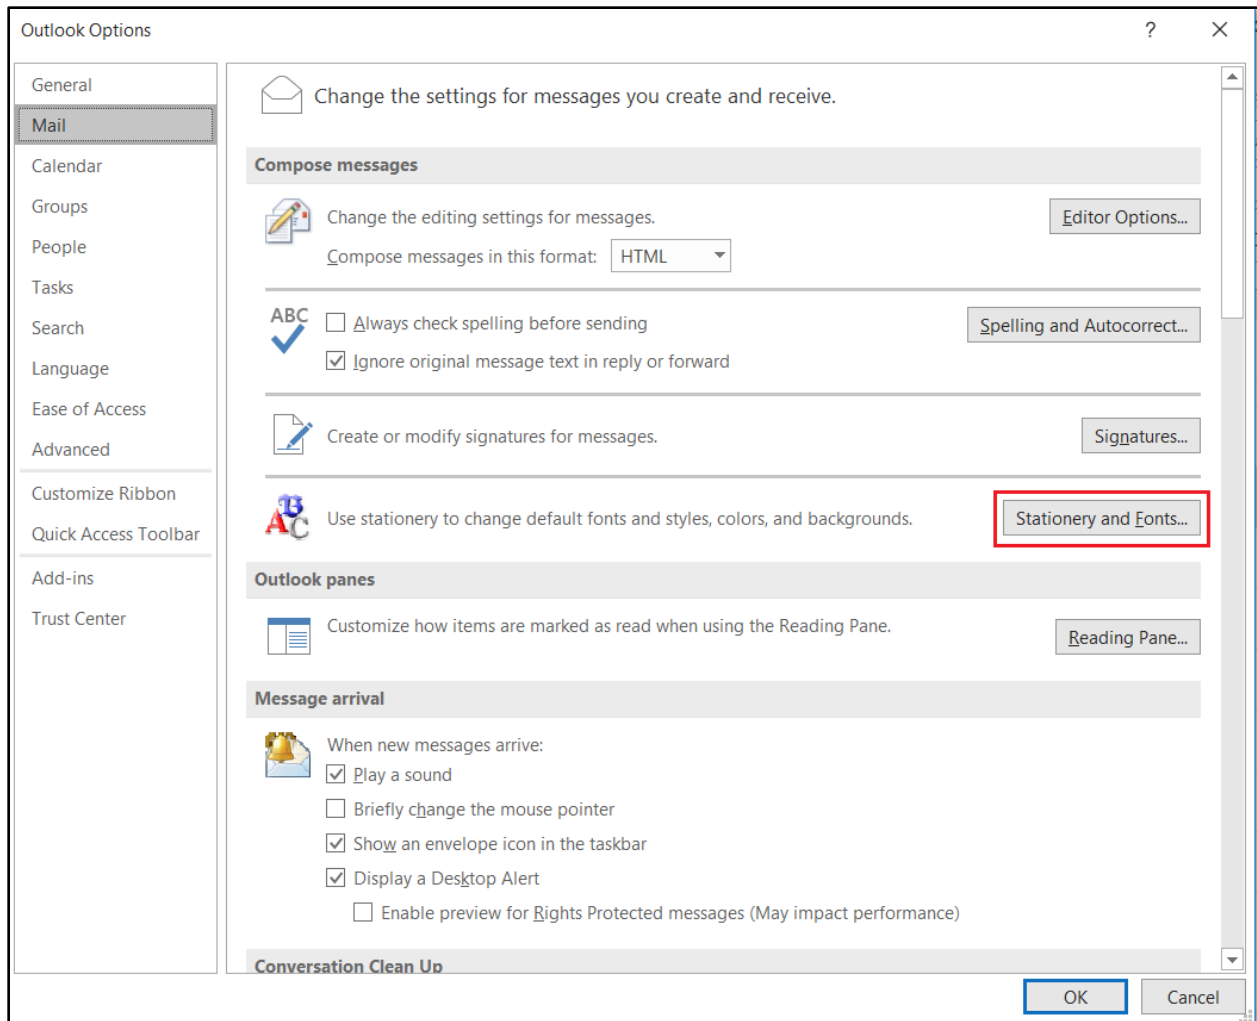 Outlook Options
?
General
Mail
Calendar
Groups
People
Tasks
Search
Language
Ease of Access
Advanced
Customize Ribbon
Quick Access Toolbar
Add-ins
Trust Center
Change the settings for messages you create and receive.
Compose messages
Change the editing settings for messages.
Editor Options...
Compose messages in this format:
HTML
ABC
Always check spelling before sending
Spelling and Autocorrect...
Ignore original message text in reply or forward
Create or modify signatures for messages.
Signatures...
ABC
Use stationery to change default fonts and styles, colors, and backgrounds.
Stationery and Fonts...
Outlook panes
Customize how items are marked as read when using the Reading Pane.
Reading Pane...
Message arrival
When new messages arrive:
Play a sound
Briefly change the mouse pointer
Show an envelope icon in the taskbar
Display a Desktop Alert
Enable preview for Rights Protected messages (May impact performance)
Conversation Clean Up
OK
Cancel